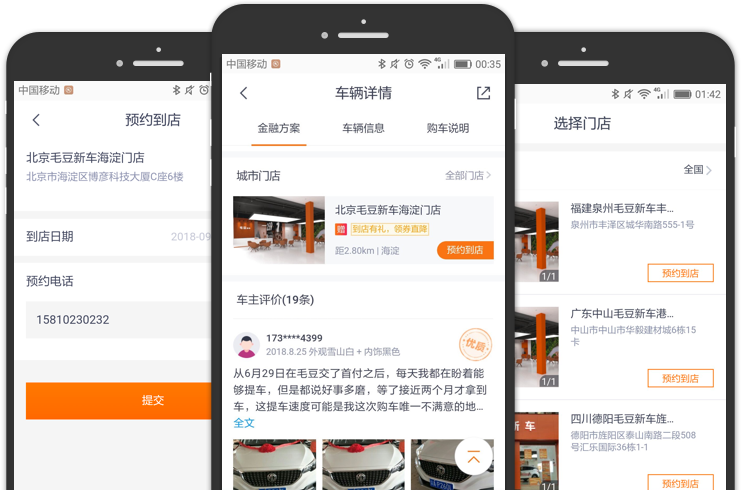 中国移动
预约到店
北京毛豆新车海淀门店
北京市海淀区博彦科技大厦C座6楼
到店日期
2018-09
预约电话
15810230232
提交
中国移动
4G
00:35
车辆详情
金融方案
车辆信息
购车说明
城市门店
全部门店
北京毛豆新车海淀门店
赠
到店有礼，领券直降
距2.80km | 海淀
预约到店
车主评价(19条)
173****4399
2018.8.25 外观雪山白 + 内饰黑色
优质
从6月29日在毛豆交了首付之后，每天我都在盼着能
够提车，但是都说好事多磨，等了接近两个月才拿到
车，这提车速度可能是我这次购车唯一不满意的地...
全文
4G
01:42
选择门店
全国
1/1
福建泉州毛豆新车丰...
泉州市丰泽区城华南路555-1号
预约到店
1/1
广东中山毛豆新车港...
中山市中山市华毅建材城6栋15
卡
预约到店
新车
1/1
四川德阳毛豆新车旌...
德阳市旌阳区泰山南路二段508
号汇乐国际36栋1-1
预约到店